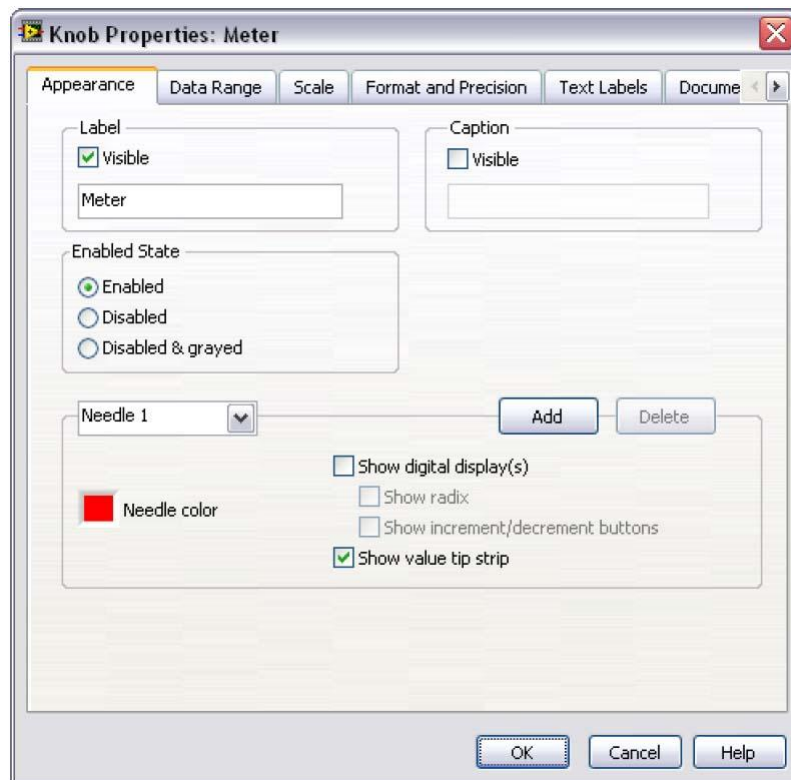 Knob Properties: Meter
Appearance Data Range Scale Format and Precision Text Labels Docume
Label
Visible
Meter
Caption
Visible
Enabled State
Enabled
Disabled
Disabled & grayed
Needle 1
Add
Delete
Needle color
Show digital display(s)
Show radix
Show increment/decrement buttons
Show value tip strip
OK Cancel Help